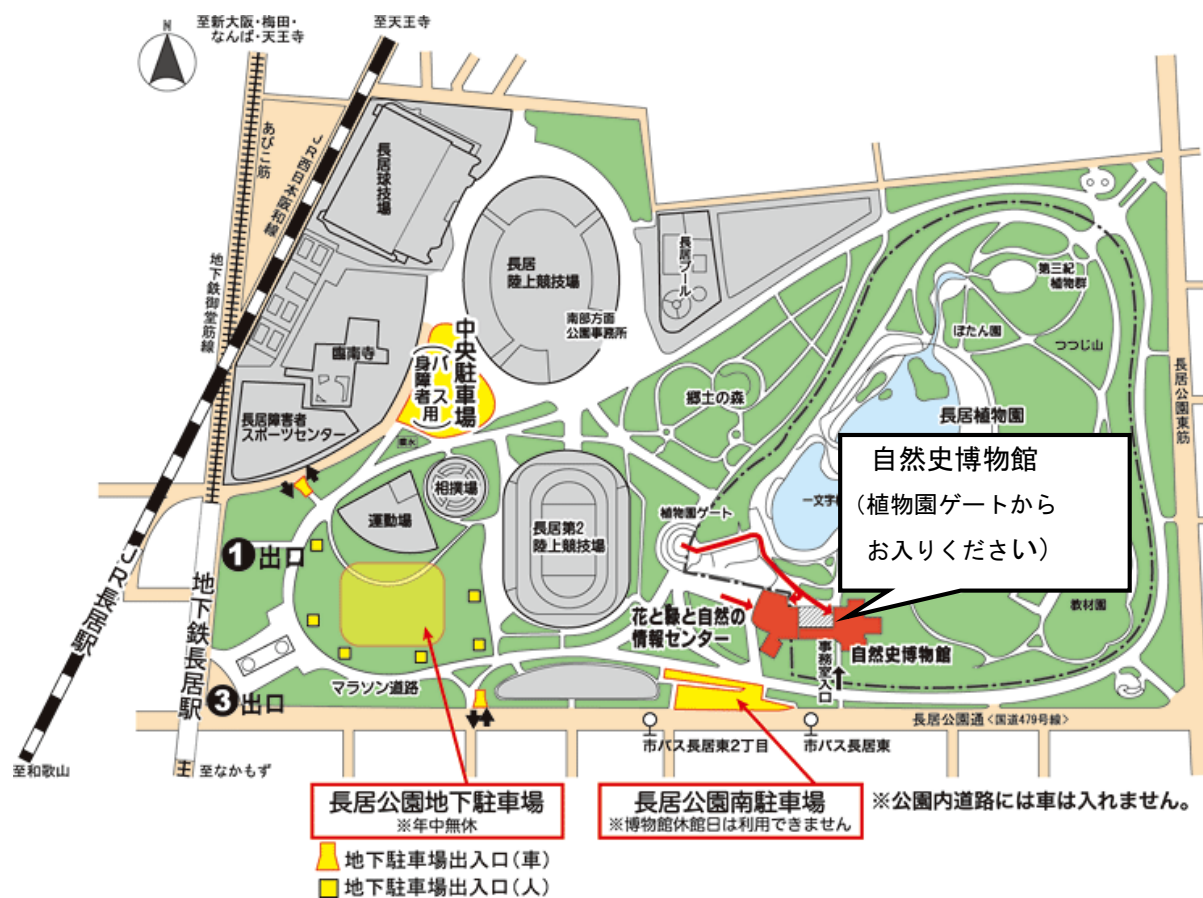 N
至新大阪・梅田・
なんば・天王寺
至天王寺
あびこ筋
JR西日本阪和線
地下鉄御堂筋線
長居球技場
長居
陸上競技場
南部方面
公園事務所
長居プール
第三紀
植物群
ぼたん園
つつじ山
長居公園東筋
臨南寺
中央駐車場
(バス
身障者用)
郷土の森
長居植物園
長居障害者
スポーツセンター
相撲場
運動場
長居第2
陸上競技場
植物園ゲート
一文字
自然史博物館
(植物園ゲートから
お入りください)
1出口
地下鉄長居駅
JR長居駅
花と緑と自然の
情報センター
教材園
自然史博物館
事務室入口
3出口
マラソン道路
長居公園通<国道479号線>
市バス長居東2丁目
市バス長居東
至和歌山
至なかもず
長居公園地下駐車場
※年中無休
長居公園南駐車場
※博物館休館日は利用できません
※公園内道路には車は入れません。
地下駐車場出入口(車)
地下駐車場出入口(人)